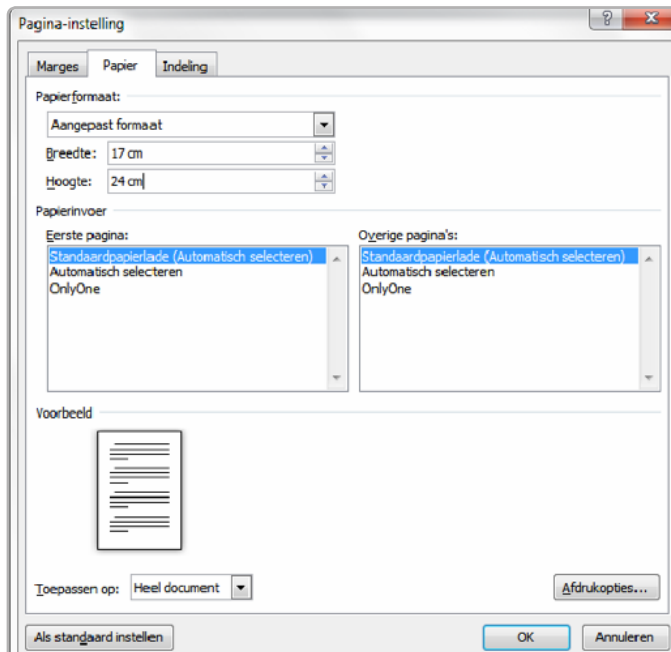 Pagina-instelling
Marges Papier Indeling
Papierformaat:
Aangepast formaat
Breedte: 17 cm
Hoogte: 24 cm
Papierinvoer
Eerste pagina: Overige pagina's:
Standaardpapierlade (Automatisch selecteren) Standaardpapierlade (Automatisch selecteren)
Automatisch selecteren Automatisch selecteren
OnlyOne OnlyOne
Voorbeeld
Toepassen op: Heel document Afdrukopties...
Als standaard instellen OK Annuleren